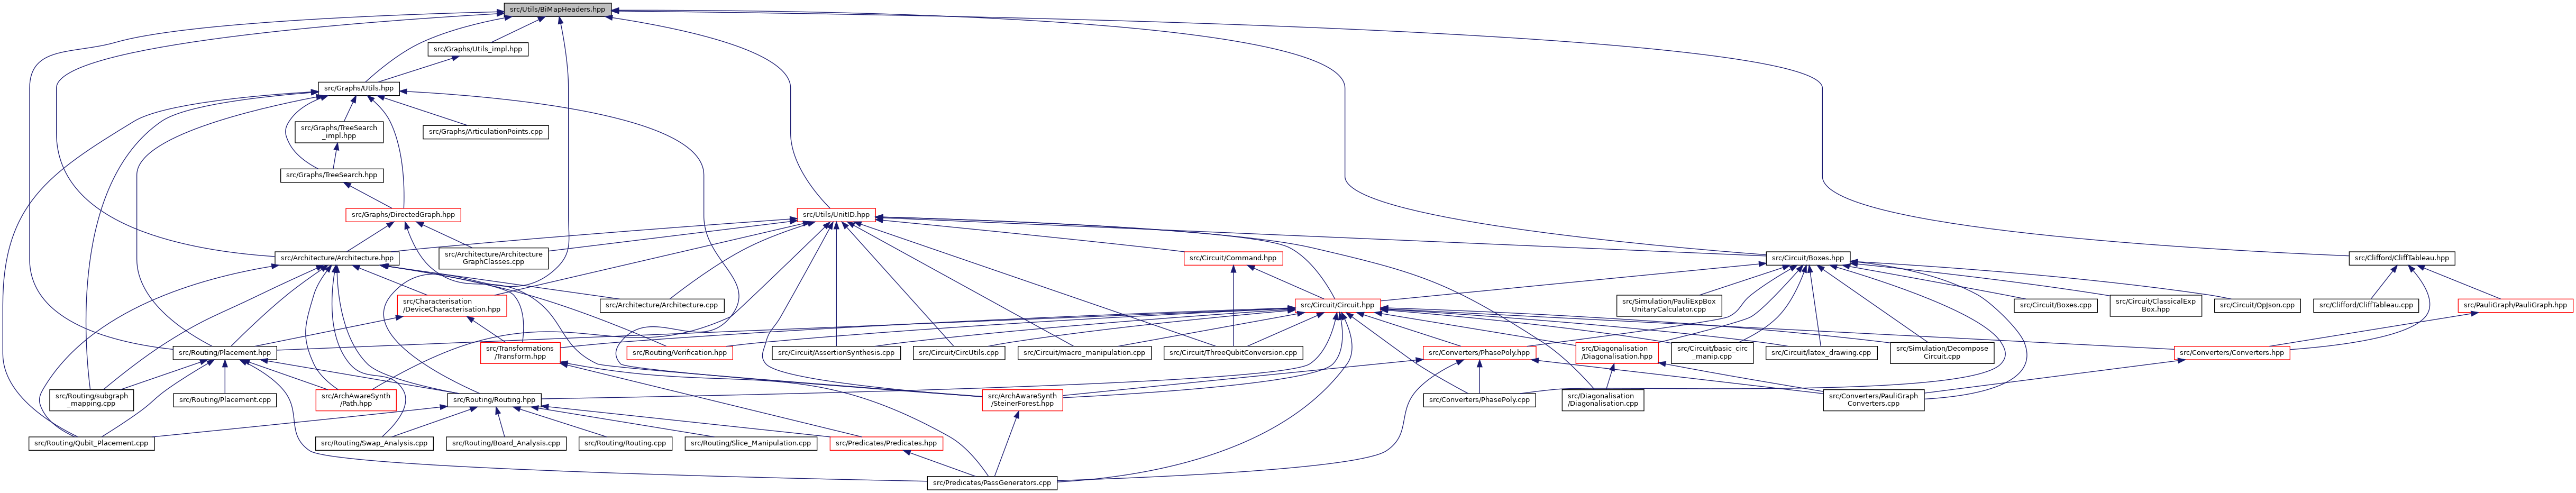 src/Utils/BiMapHeaders.hpp
src/Graphs/Utils_impl.hpp
src/Graphs/Utils.hpp
src/Graphs/TreeSearch
_impl.hpp
src/Graphs/ArticulationPoints.cpp
src/Graphs/TreeSearch.hpp
src/Graphs/DirectedGraph.hpp
src/Utils/UnitID.hpp
src/Architecture/Architecture.hpp
src/Architecture/Architecture
GraphClasses.cpp
src/Circuit/Command.hpp
src/Circuit/Boxes.hpp
src/Clifford/CliffTableau.hpp
src/Characterisation
/DeviceCharacterisation.hpp
src/Architecture/Architecture.cpp
src/Circuit/Circuit.hpp
src/Simulation/PauliExpBox
UnitaryCalculator.cpp
src/Circuit/Boxes.cpp
src/Circuit/ClassicalExp
Box.hpp
src/Circuit/OpJson.cpp
src/Clifford/CliffTableau.cpp
src/PauliGraph/PauliGraph.hpp
src/Routing/Placement.hpp
src/Transformations
/Transform.hpp
src/Routing/Verification.hpp
src/Circuit/AssertionSynthesis.cpp
src/Circuit/CircUtils.cpp
src/Circuit/macro_manipulation.cpp
src/Circuit/ThreeQubitConversion.cpp
src/Converters/PhasePoly.hpp
src/Diagonalisation
/Diagonalisation.hpp
src/Circuit/basic_circ
_manip.cpp
src/Circuit/latex_drawing.cpp
src/Simulation/Decompose
Circuit.cpp
src/Converters/Converters.hpp
src/Routing/subgraph
_mapping.cpp
src/Routing/Placement.cpp
src/ArchAwareSynth
/Path.hpp
src/Routing/Routing.hpp
src/ArchAwareSynth
/SteinerForest.hpp
src/Converters/PhasePoly.cpp
src/Diagonalisation
/Diagonalisation.cpp
src/Converters/PauliGraph
Converters.cpp
src/Routing/Qubit_Placement.cpp
src/Routing/Swap_Analysis.cpp
src/Routing/Board_Analysis.cpp
src/Routing/Routing.cpp
src/Routing/Slice_Manipulation.cpp
src/Predicates/Predicates.hpp
src/Predicates/PassGenerators.cpp